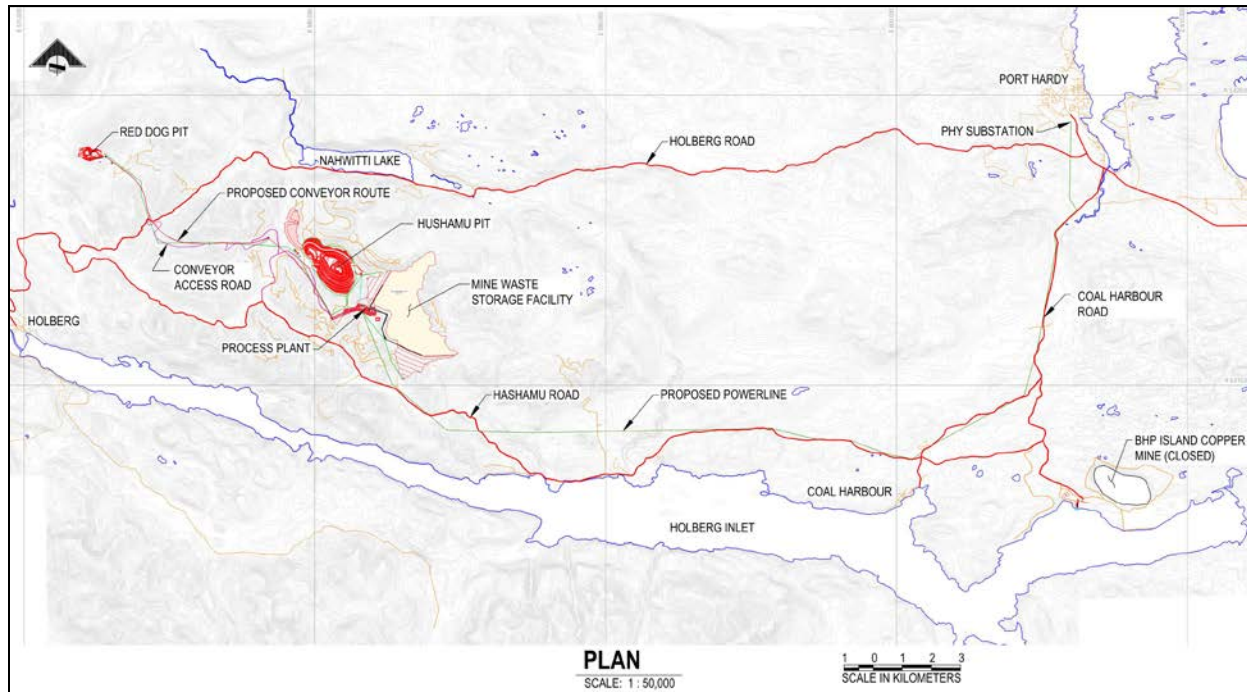 PORT HARDY
RED DOG PIT
PHY SUBSTATION
HOLBERG ROAD
NAHWITTI LAKE
PROPOSED CONVEYOR ROUTE
HUSHAMU PIT
CONVEYOR
ACCESS ROAD
MINE WASTE
STORAGE FACILITY
COAL HARBOUR
ROAD
HOLBERG
PROCESS PLANT
HASHAMU ROAD
PROPOSED POWERLINE
BHP ISLAND COPPER
MINE (CLOSED)
COAL HARBOUR
HOLBERG INLET
PLAN
SCALE: 1 : 50,000
1 0 1 2 3
SCALE IN KILOMETERS